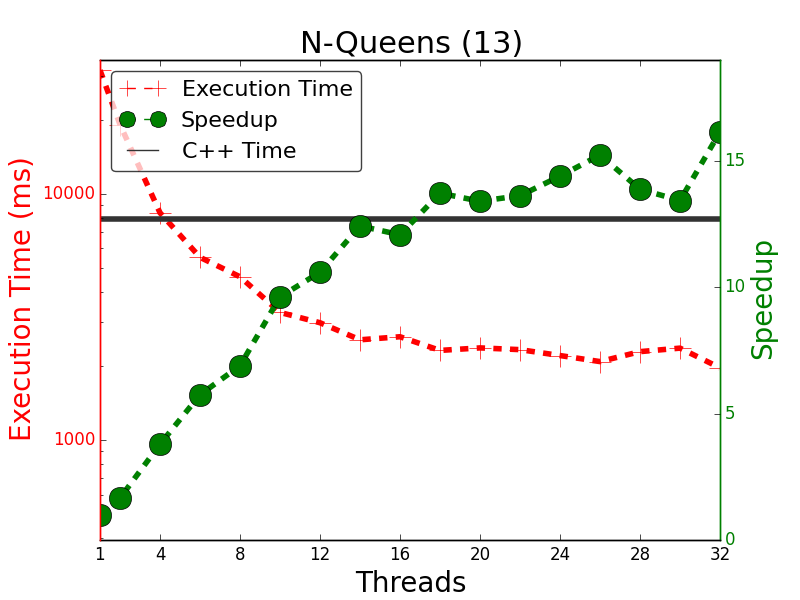 N-Queens (13)
Execution Time
Speedup
C++ Time
Execution Time (ms)
10000
1000
Speedup
15
10
5
0
1 4 8 12 16 20 24 28 32
Threads